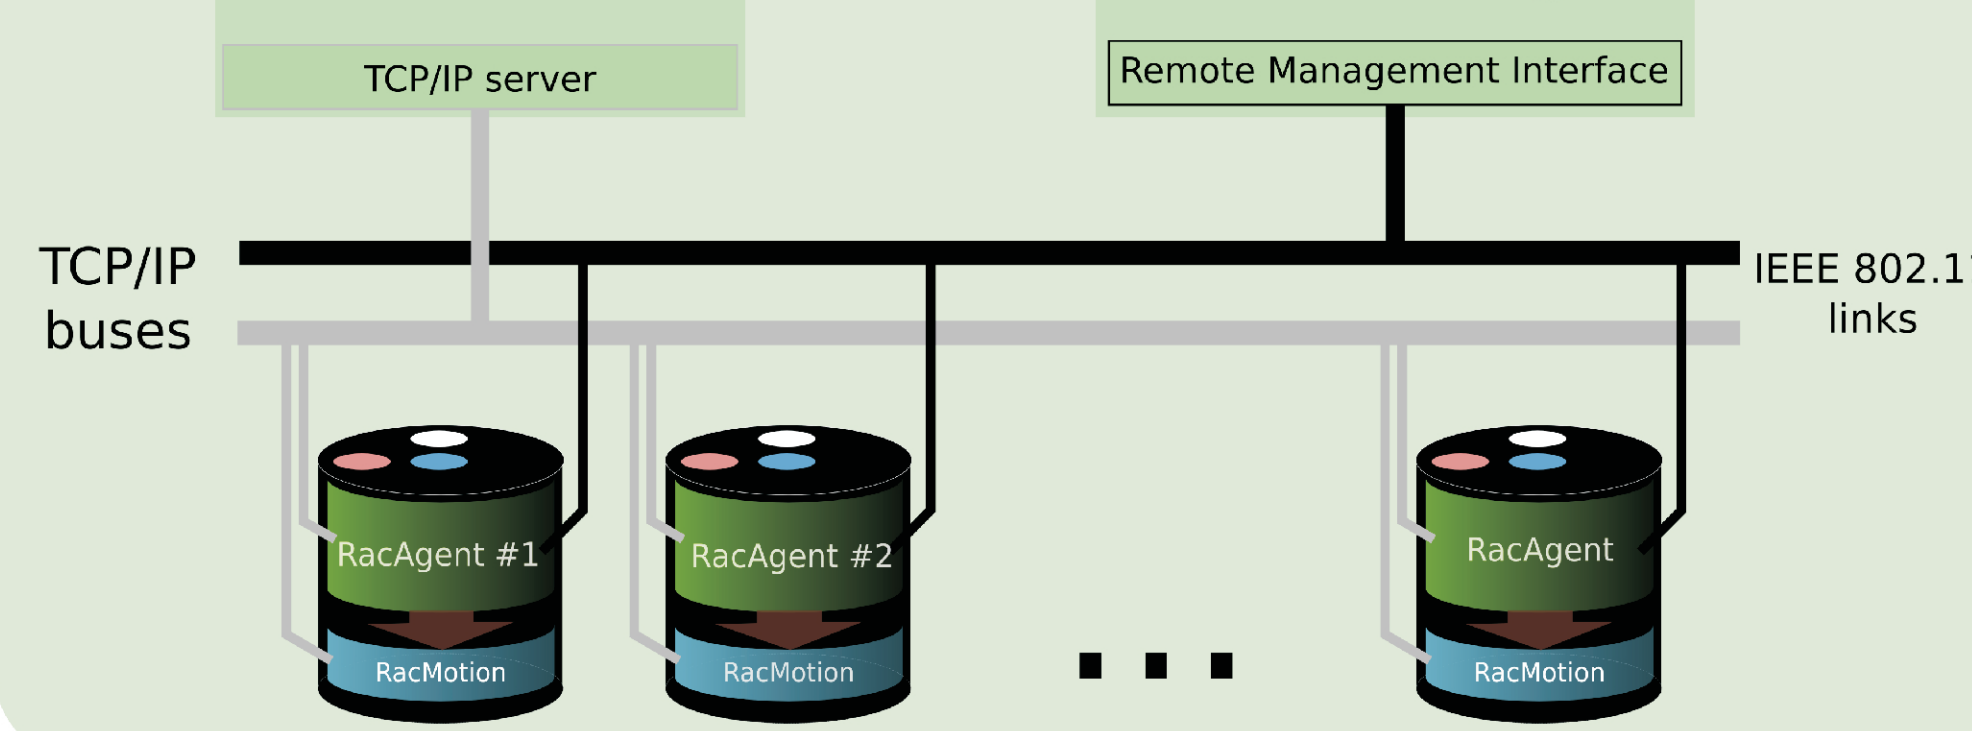 TCP/IP server
Remote Management Interface
TCP/IP
buses
IEEE 802.11
links
RacAgent #1
RacAgent #2
RacAgent
RacMotion
RacMotion
RacMotion